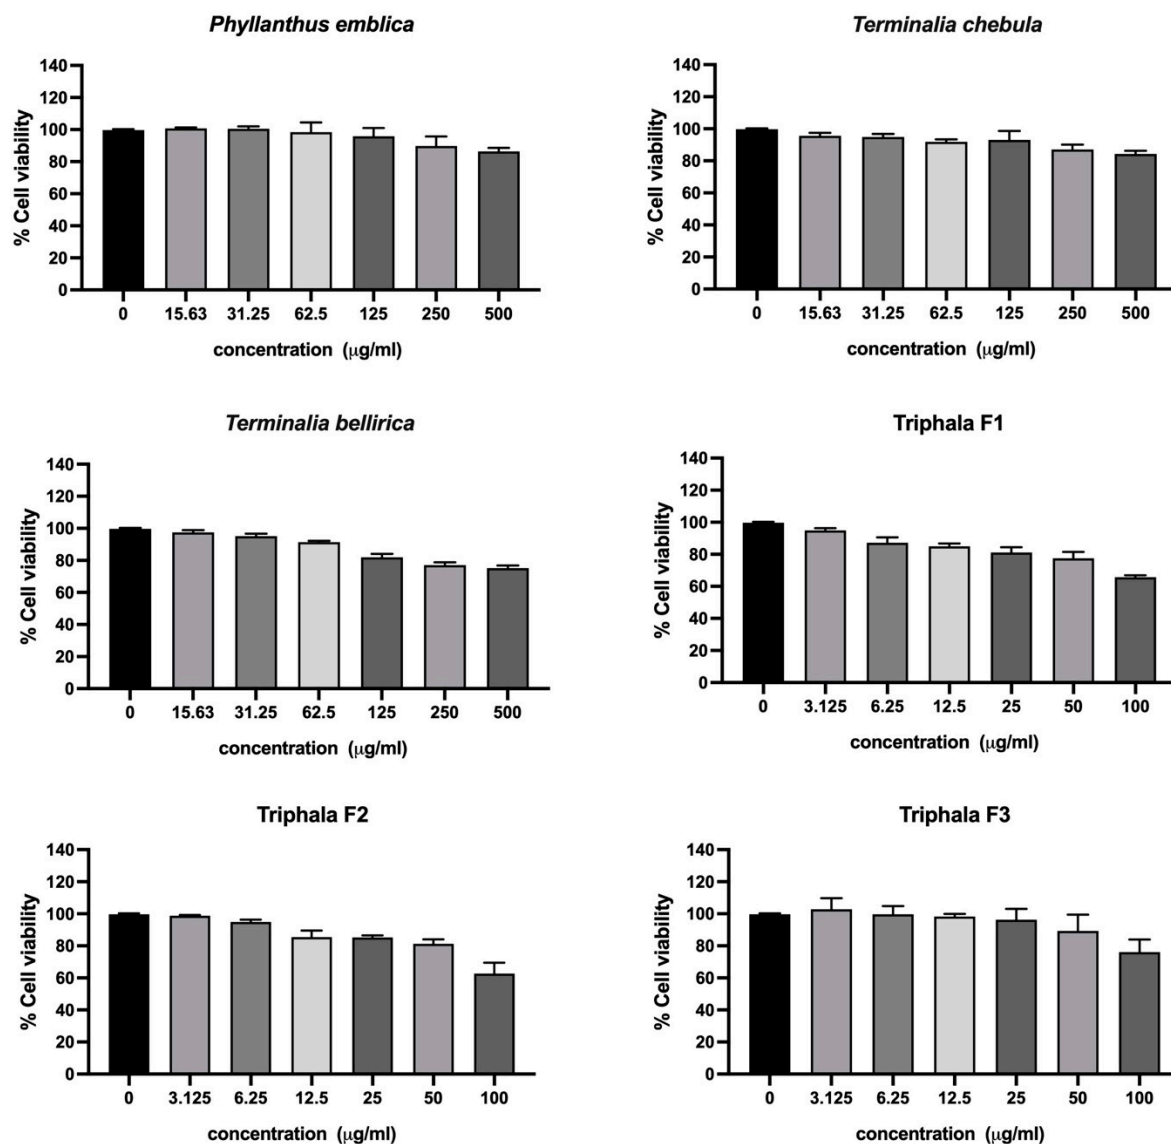 Phyllanthus emblica
% Cell viability
140
120
100
80
60
40
20
0
0 15.63 31.25 62.5 125 250 500
concentration (μg/ml)
Terminalia chebula
% Cell viability
140
120
100
80
60
40
20
0
0 15.63 31.25 62.5 125 250 500
concentration (μg/ml)
Terminalia bellirica
% Cell viability
140
120
100
80
60
40
20
0
0 15.63 31.25 62.5 125 250 500
concentration (μg/ml)
Triphala F1
% Cell viability
140
120
100
80
60
40
20
0
0 3.125 6.25 12.5 25 50 100
concentration (μg/ml)
Triphala F2
% Cell viability
140
120
100
80
60
40
20
0
0 3.125 6.25 12.5 25 50 100
concentration (μg/ml)
Triphala F3
% Cell viability
140
120
100
80
60
40
20
0
0 3.125 6.25 12.5 25 50 100
concentration (μg/ml)